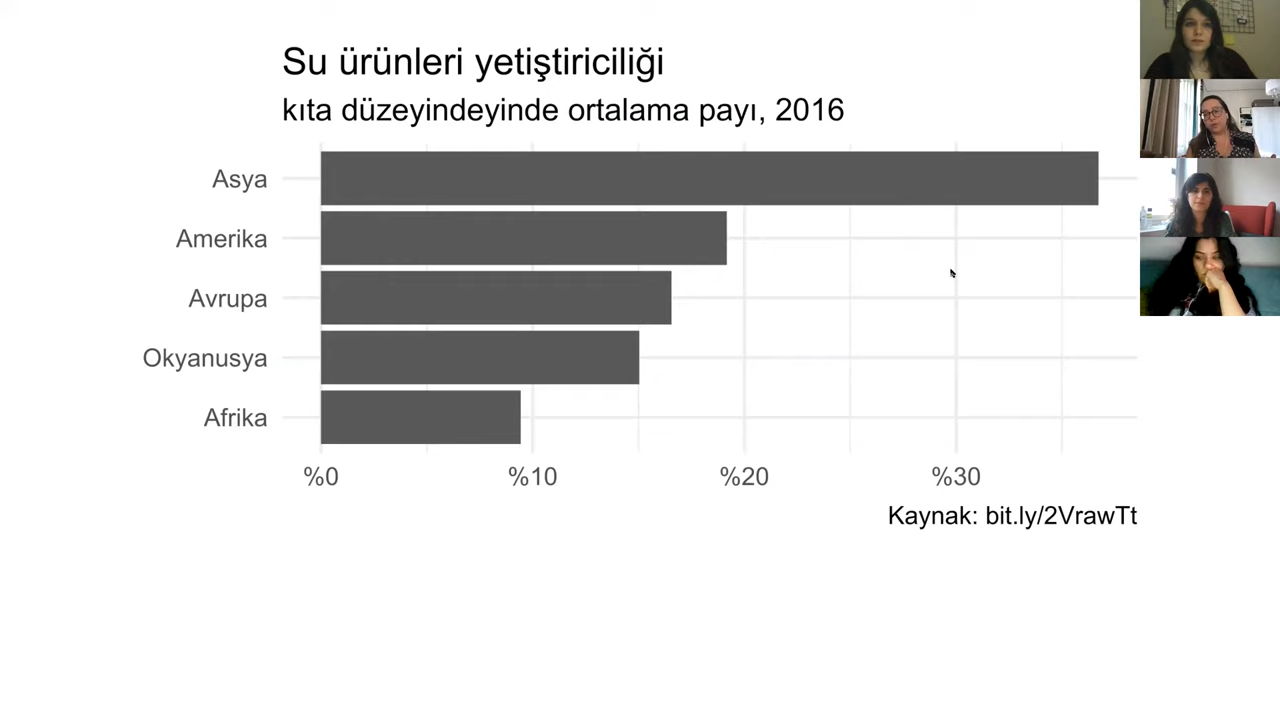 Su ürünleri yetiştiriciliği
kıta düzeyindeyinde ortalama payı, 2016
Asya
Amerika
Avrupa
Okyanusya
Afrika
%0 %10 %20 %30
Kaynak: bit.ly/2VrawTt